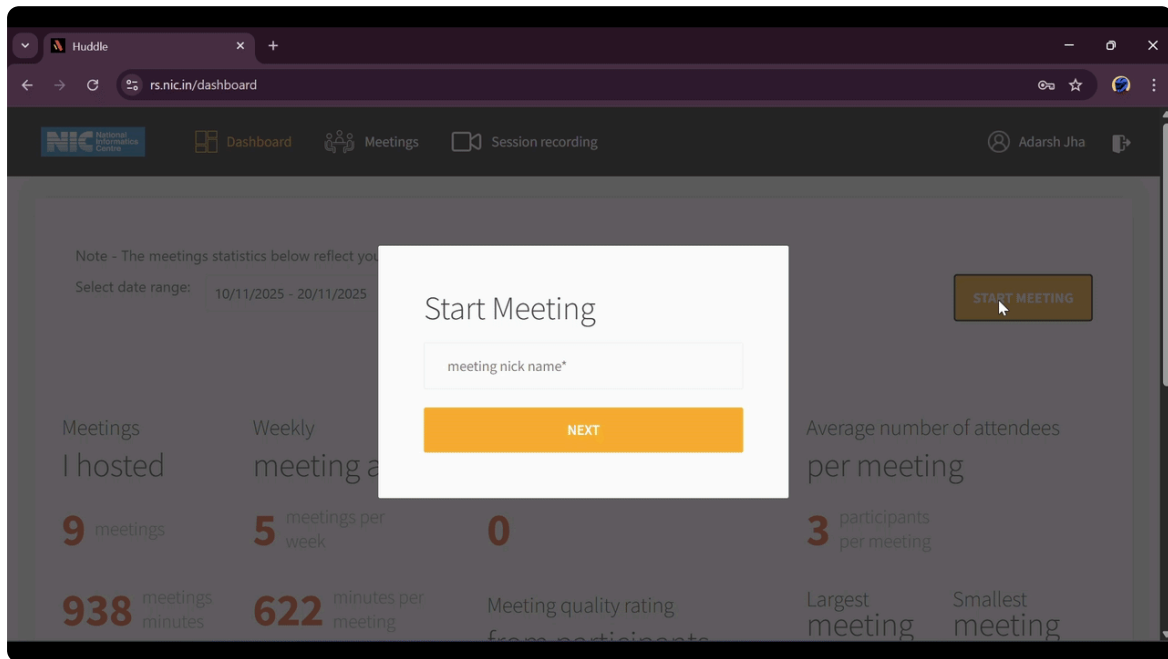 Huddle
rs.nic.in/dashboard
NIC National Informatics Centre
Dashboard
Meetings
Session recording
Adarsh Jha
Note - The meetings statistics below reflect you
Select date range:
10/11/2025 - 20/11/2025
START MEETING
Start Meeting
meeting nick name*
NEXT
Meetings
I hosted
9 meetings
938 meetings minutes
Weekly
meeting a
5 meetings per week
622 minutes per meeting
0
Meeting quality rating
from participants
Average number of attendees
per meeting
3 participants per meeting
Largest
meeting
Smallest
meeting